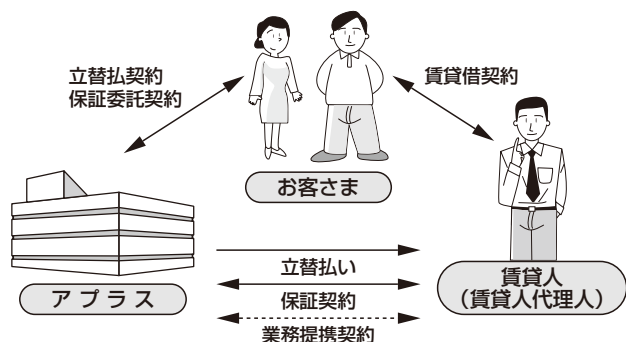 立替払契約
保証委託契約
賃貸借契約
お客さま
アプラス
立替払い
保証契約
業務提携契約
賃貸人
（賃貸人代理人）